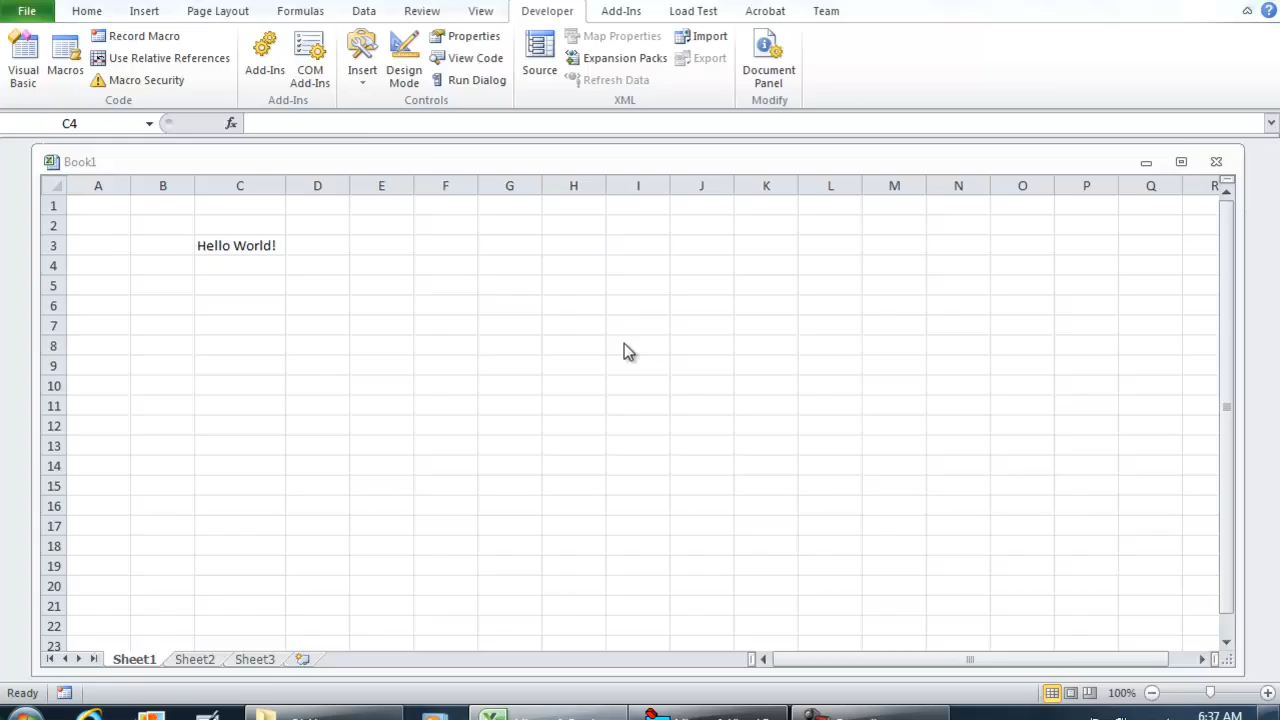 File Home Insert Page Layout Formulas Data Review View Developer Add-Ins Load Test Acrobat Team
Visual Basic
Macros
Record Macro
Use Relative References
Macro Security
Code
Add-Ins
COM Add-Ins
Add-Ins
Insert
Design Mode
Properties
View Code
Run Dialog
Controls
Source
Map Properties
Expansion Packs
Refresh Data
Import
Export
XML
Document Panel
Modify
C4 fx
Book1
A B C D E F G H I J K L M N O P Q R
1
2
3 Hello World!
4
5
6
7
8
9
10
11
12
13
14
15
16
17
18
19
20
21
22
23
Sheet1 Sheet2 Sheet3
Ready 100%
6:37 AM